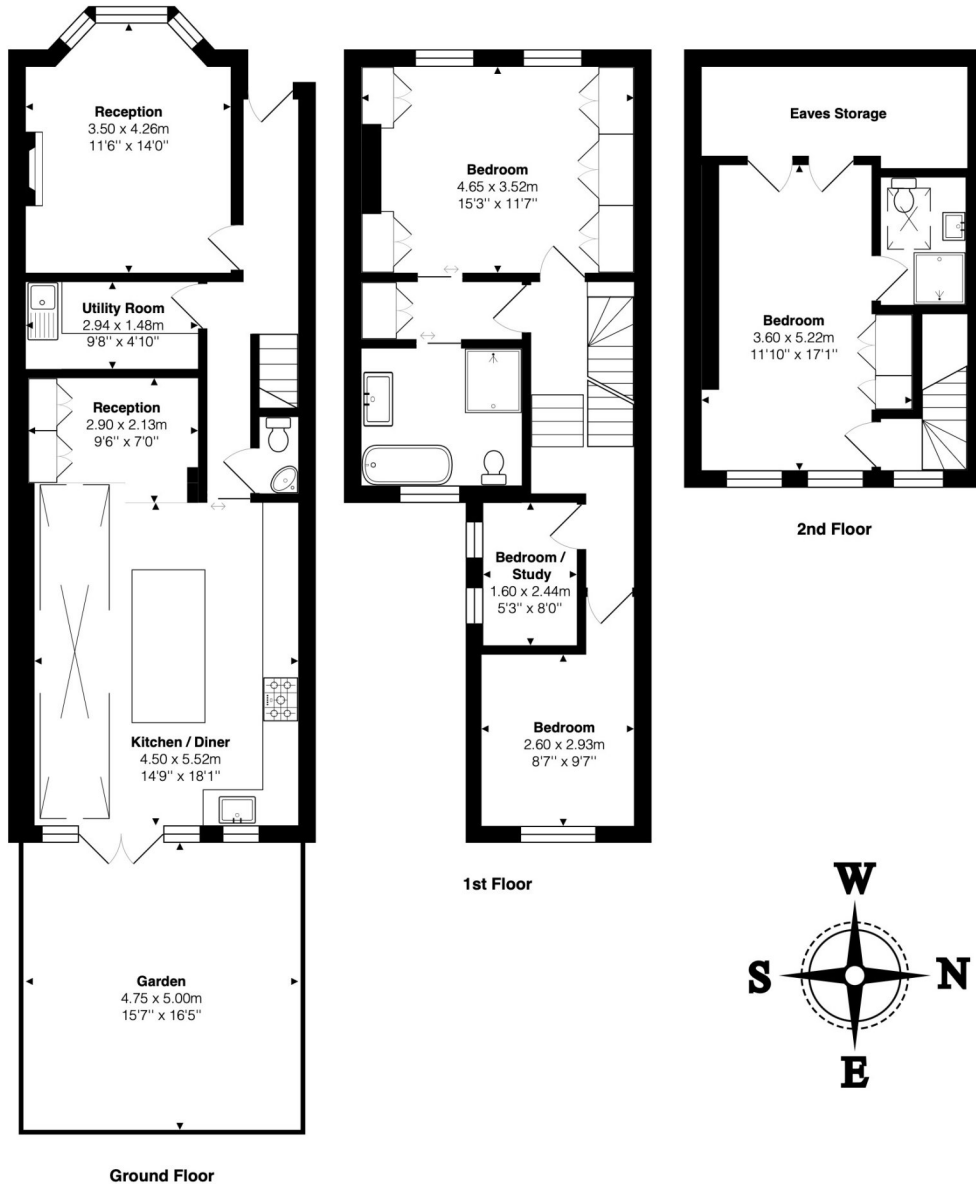 Reception
3.50 x 4.26m
11'6'' x 14'0''
Utility Room
2.94 x 1.48m
9'8'' x 4'10''
Reception
2.90 x 2.13m
9'6'' x 7'0''
Kitchen / Diner
4.50 x 5.52m
14'9'' x 18'1''
Garden
4.75 x 5.00m
15'7'' x 16'5''
Ground Floor
Bedroom
4.65 x 3.52m
15'3'' x 11'7''
Bedroom /
Study
1.60 x 2.44m
5'3'' x 8'0''
Bedroom
2.60 x 2.93m
8'7'' x 9'7''
1st Floor
Eaves Storage
Bedroom
3.60 x 5.22m
11'10'' x 17'1''
2nd Floor
W
S N
E